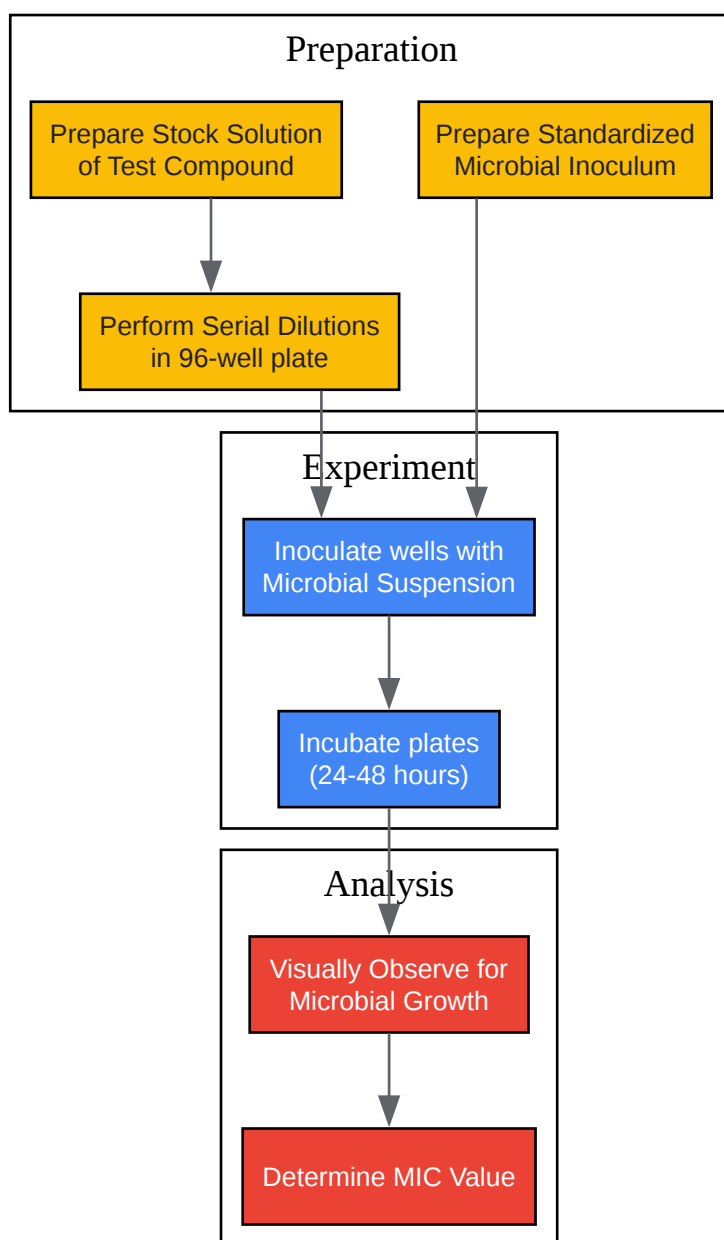 Preparation
Prepare Stock Solution
of Test Compound
Prepare Standardized
Microbial Inoculum
Perform Serial Dilutions
in 96-well plate
Experiment
Inoculate wells with
Microbial Suspension
Incubate plates
(24-48 hours)
Analysis
Visually Observe for
Microbial Growth
Determine MIC Value